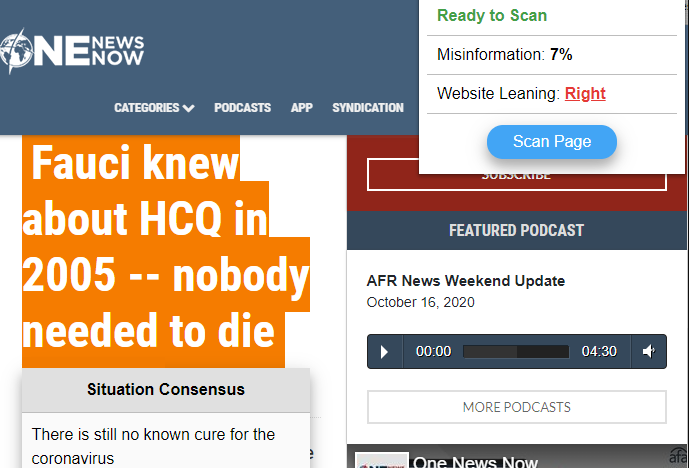 ONE NEWS NOW
CATEGORIES
PODCASTS
APP
SYNDICATION
Ready to Scan
Misinformation: 7%
Website Leaning: Right
Scan Page
Fauci knew
about HCQ in
2005 -- nobody
needed to die
Situation Consensus
There is still no known cure for the
coronavirus
SUBSCRIBE
FEATURED PODCAST
AFR News Weekend Update
October 16, 2020
00:00
04:30
MORE PODCASTS
One News Now
afa